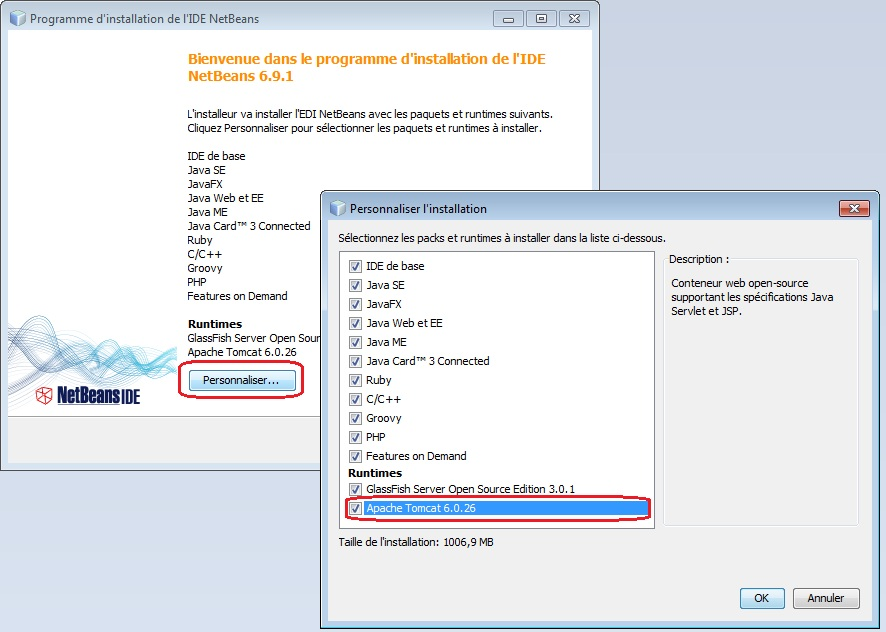 Programme d'installation de l'IDE NetBeans
Bienvenue dans le programme d'installation de l'IDE
NetBeans 6.9.1
L'installeur va installer l'EDI NetBeans avec les paquets et runtimes suivants.
Cliquez Personnaliser pour sélectionner les paquets et runtimes à installer.
IDE de base
Java SE
JavaFX
Java Web et EE
Java ME
Java Card™ 3 Connected
Ruby
C/C++
Groovy
PHP
Features on Demand
Runtimes
GlassFish Server Open Sour
Apache Tomcat 6.0.26
Personnaliser...
NetBeans IDE
Personnaliser l'installation
Sélectionnez les packs et runtimes à installer dans la liste ci-dessous.
IDE de base
Java SE
JavaFX
Java Web et EE
Java ME
Java Card™ 3 Connected
Ruby
C/C++
Groovy
PHP
Features on Demand
Runtimes
GlassFish Server Open Source Edition 3.0.1
Apache Tomcat 6.0.26
Description :
Conteneur web open-source
supportant les spécifications Java
Servlet et JSP.
Taille de l'installation: 1006,9 MB
OK
Annuler